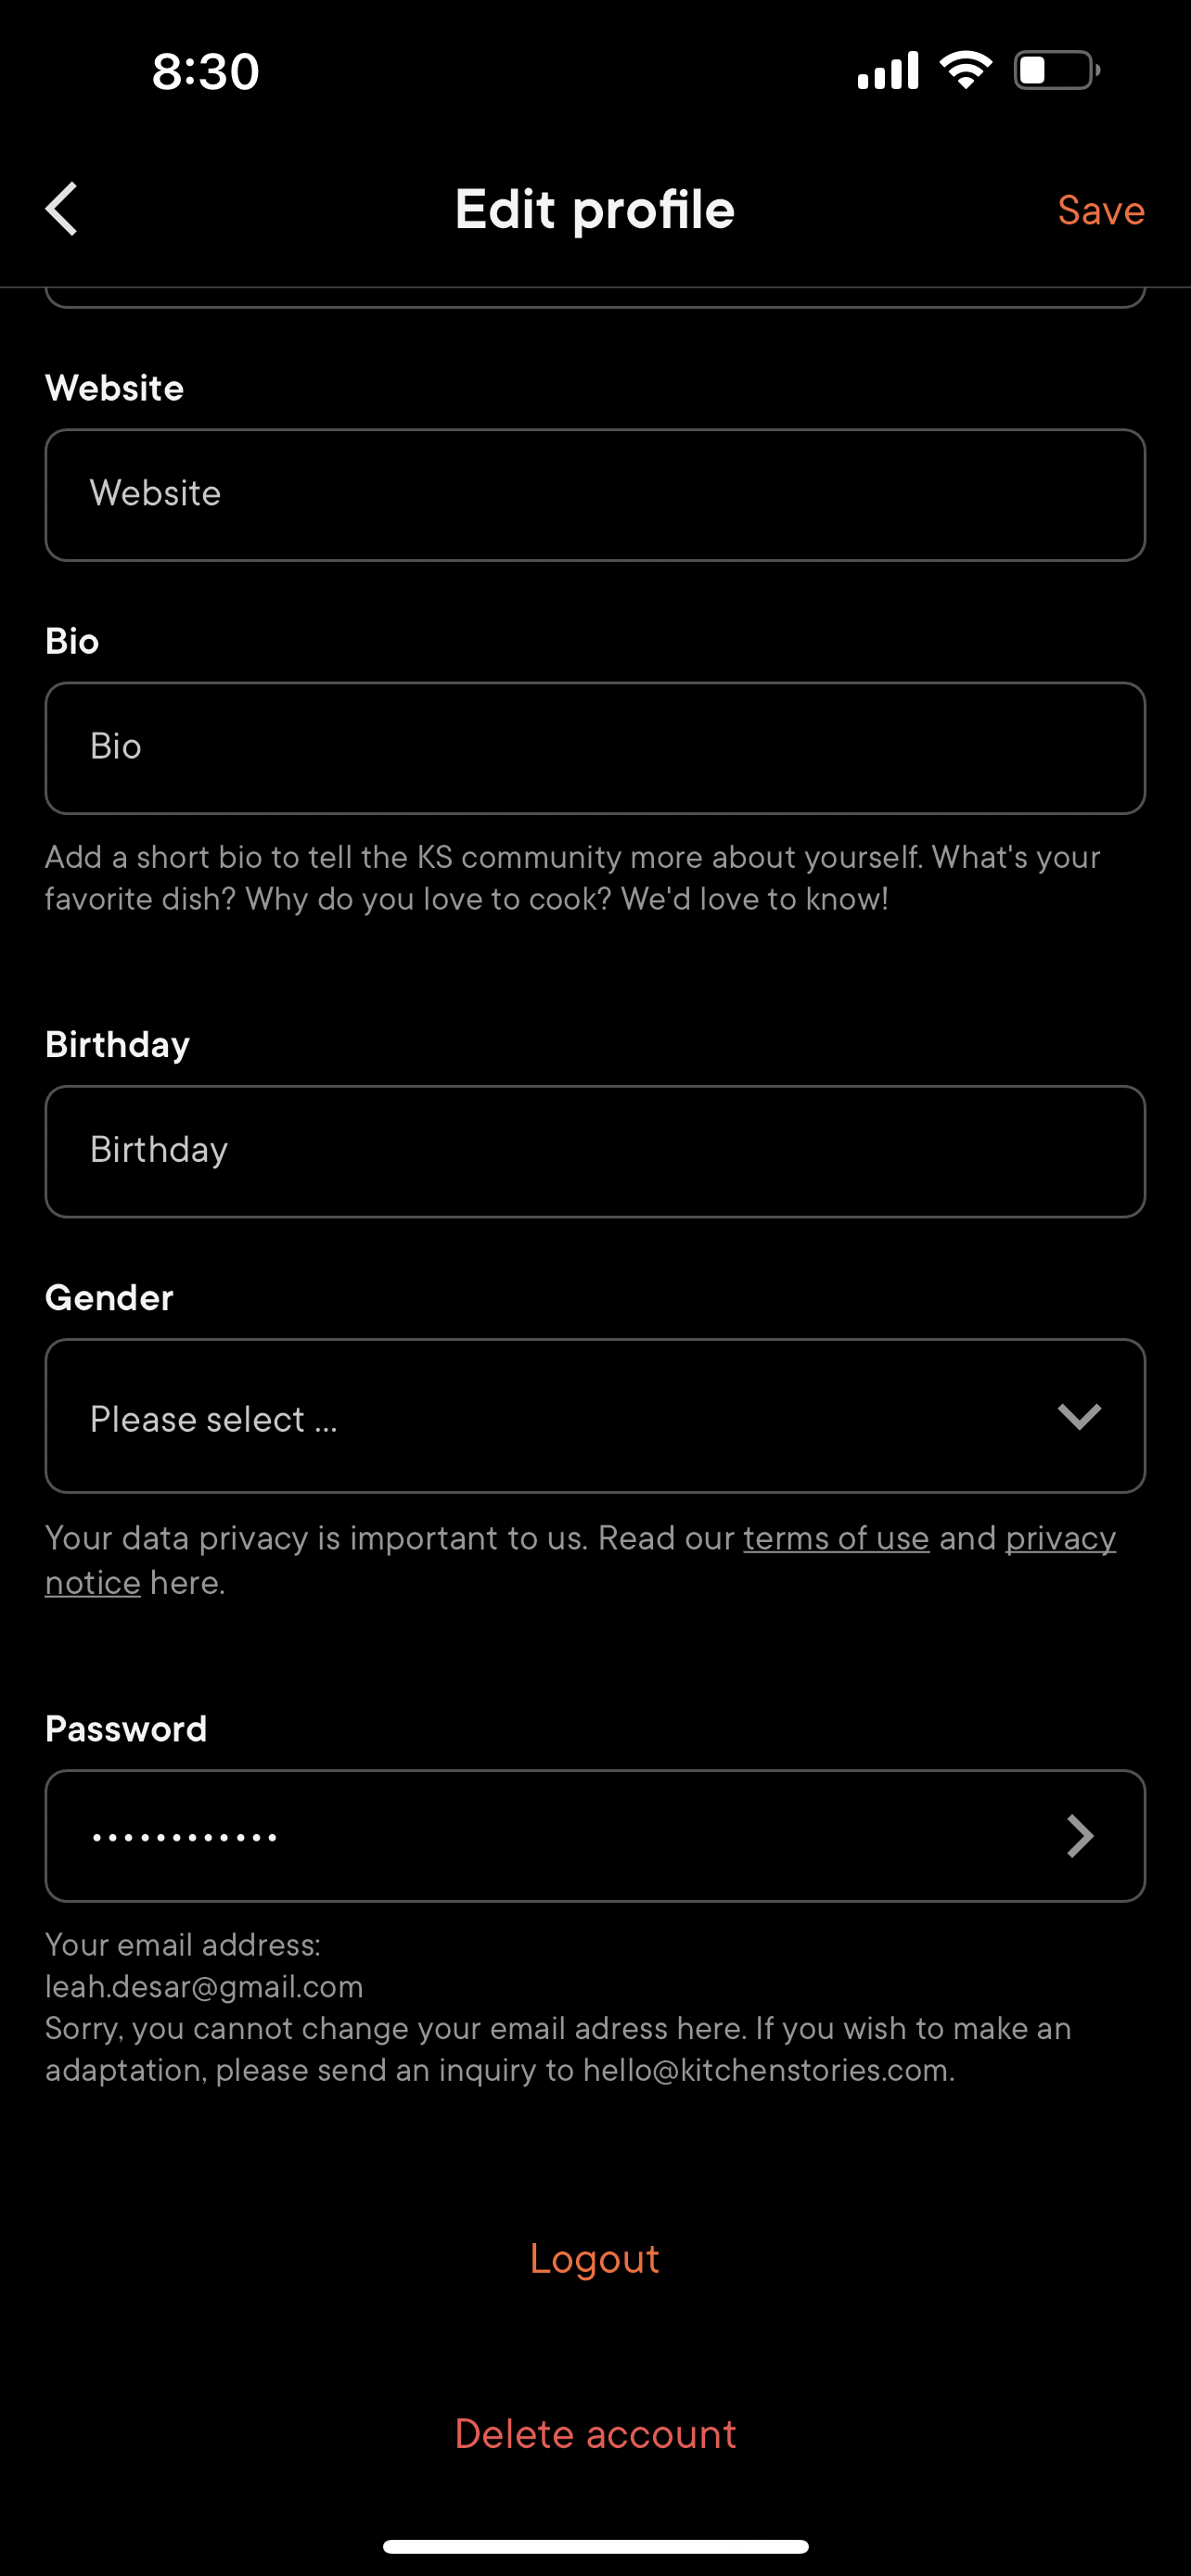 8:30
Edit profile
Save
Website
Website
Bio
Bio
Add a short bio to tell the KS community more about yourself. What's your
favorite dish? Why do you love to cook? We'd love to know!
Birthday
Birthday
Gender
Please select ...
Your data privacy is important to us. Read our terms of use and privacy
notice here.
Password
............
Your email address:
leah.desar@gmail.com
Sorry, you cannot change your email adress here. If you wish to make an
adaptation, please send an inquiry to hello@kitchenstories.com.
Logout
Delete account